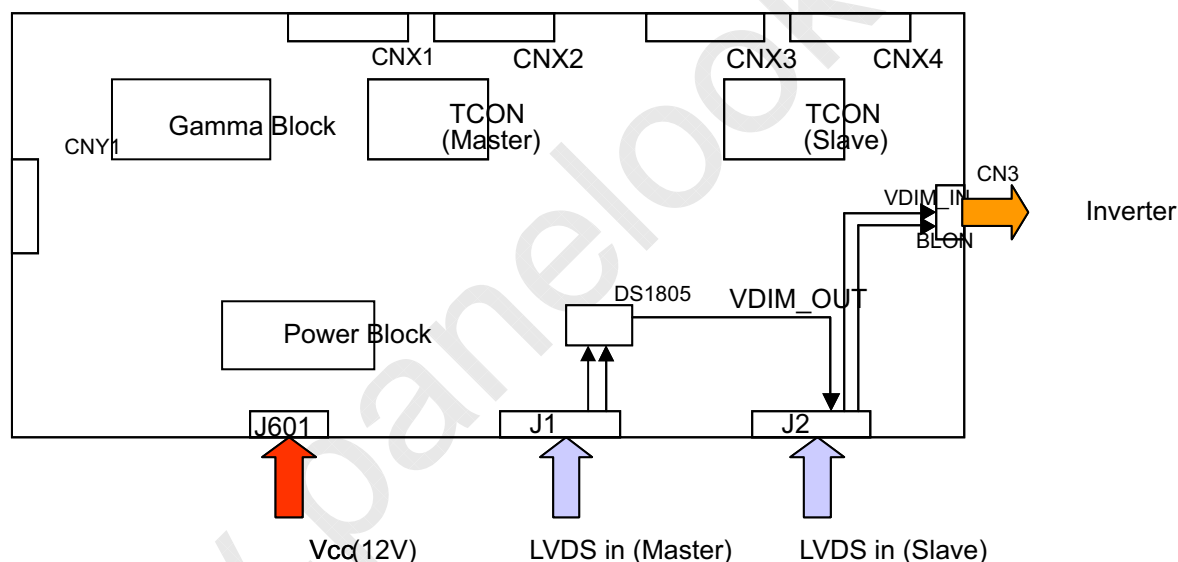 CNX1
CNX2
CNX3
CNX4
Gamma Block
TCON
(Master)
TCON
(Slave)
CNY1
CN3
VDIM_IN
Inverter
BLON
DS1805
VDIM_OUT
Power Block
J601
J1
J2
Vcc(12V)
LVDS in (Master)
LVDS in (Slave)
panelook